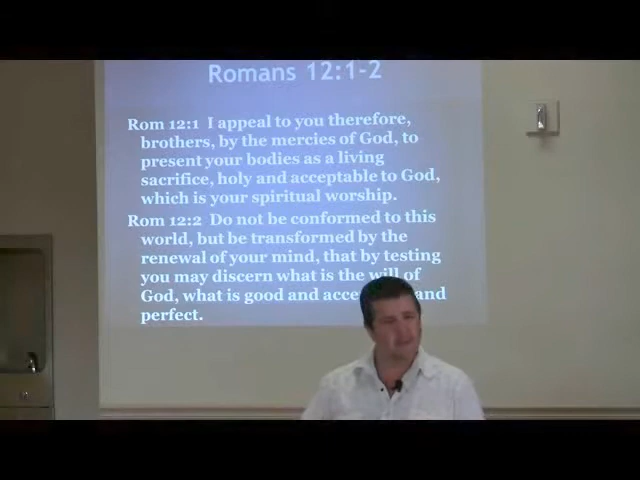 Romans 12:1-2
Rom 12:1 I appeal to you therefore,
brothers, by the mercies of God, to
present your bodies as a living
sacrifice, holy and acceptable to God,
which is your spiritual worship.
Rom 12:2 Do not be conformed to this
world, but be transformed by the
renewal of your mind, that by testing
you may discern what is the will of
God, what is good and acce and
perfect.